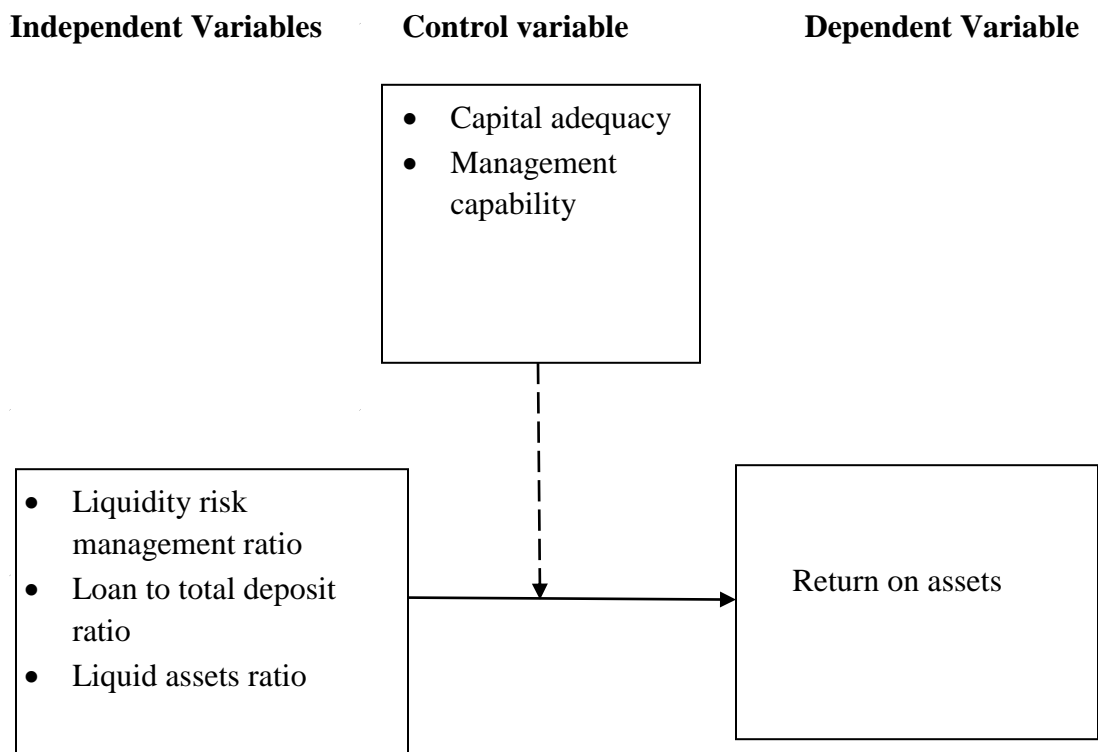 Independent Variables Control variable Dependent Variable
• Capital adequacy
• Management
capability
• Liquidity risk
management ratio
• Loan to total deposit
ratio
• Liquid assets ratio
Return on assets